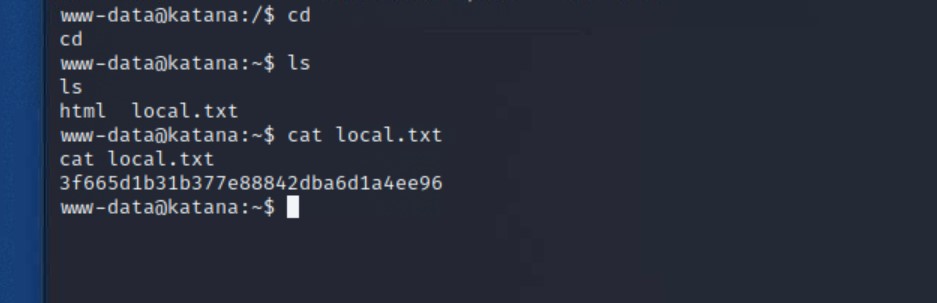 www-data@katana:/$ cd
cd
www-data@katana:~$ ls
ls
html  local.txt
www-data@katana:~$ cat local.txt
cat local.txt
3f665d1b31b377e88842dba6d1a4ee96
www-data@katana:~$